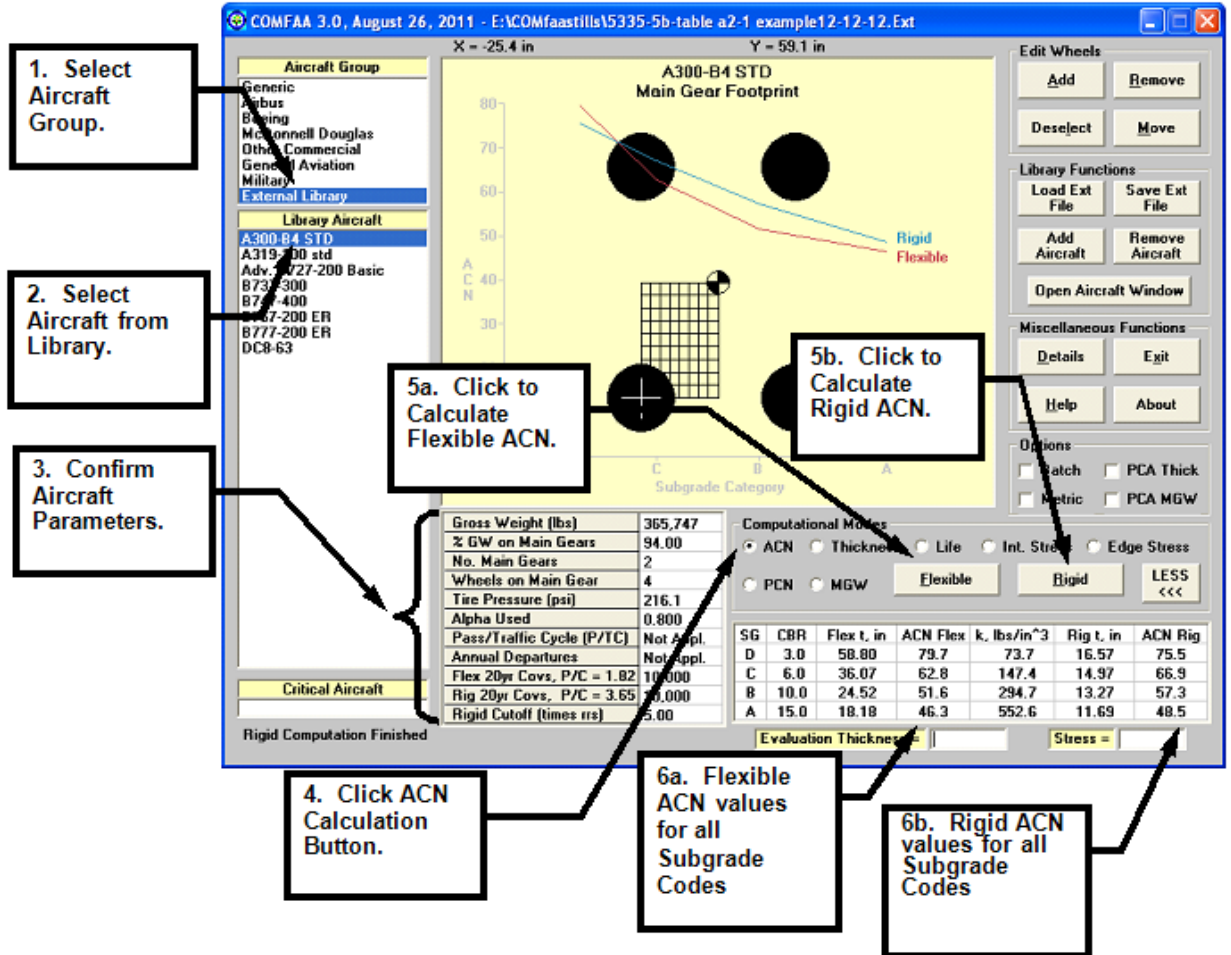 COMFAA 3.0, August 26, 2011 - E:\COMfaastills\5335-5b-table a2-1 example12-12-12.Ext
X = -25.4 in
Y = 59.1 in
1. Select
Aircraft
Group.
Aircraft Group
Generic
Airbus
Boeing
McDonnell Douglas
Other Commercial
General Aviation
Military
External Library
Library Aircraft
A300-B4 STD
A319-100 std
Adv. B727-200 Basic
B737-300
B747-400
B767-200 ER
B777-200 ER
DC8-63
2. Select
Aircraft from
Library.
3. Confirm
Aircraft
Parameters.
Critical Aircraft
Rigid Computation Finished
A300-B4 STD
Main Gear Footprint
80
70
60
50
40
30
A
C
N
Rigid
Flexible
C
B
A
Subgrade Category
5a. Click to
Calculate
Flexible ACN.
5b. Click to
Calculate
Rigid ACN.
Edit Wheels
Add Remove
Deselect Move
Library Functions
Load Ext File
Save Ext File
Add Aircraft
Remove Aircraft
Open Aircraft Window
Miscellaneous Functions
Details Exit
Help About
Options
Batch PCA Thick
Metric PCA MGW
Gross Weight (lbs) 365,747
% GW on Main Gears 94.00
No. Main Gears 2
Wheels on Main Gear 4
Tire Pressure (psi) 216.1
Alpha Used 0.800
Pass/Traffic Cycle (P/TC) Not Appl.
Annual Departures Not Appl.
Flex 20yr Covs, P/C = 1.82 10,000
Rig 20yr Covs, P/C = 3.65 10,000
Rigid Cutoff (times rrs) 5.00
Computational Modes
ACN Thickness Life Int. Stress Edge Stress
PCN MGW Flexible Rigid LESS
<<<
SG CBR Flex t, in ACN Flex k, lbs/in^3 Rig t, in ACN Rig
D 3.0 58.80 79.7 73.7 16.57 75.5
C 6.0 36.07 62.8 147.4 14.97 66.9
B 10.0 24.52 51.6 294.7 13.27 57.3
A 15.0 18.18 46.3 552.6 11.69 48.5
Evaluation Thickness =
Stress =
4. Click ACN
Calculation
Button.
6a. Flexible
ACN values
for all
Subgrade
Codes
6b. Rigid ACN
values for all
Subgrade
Codes